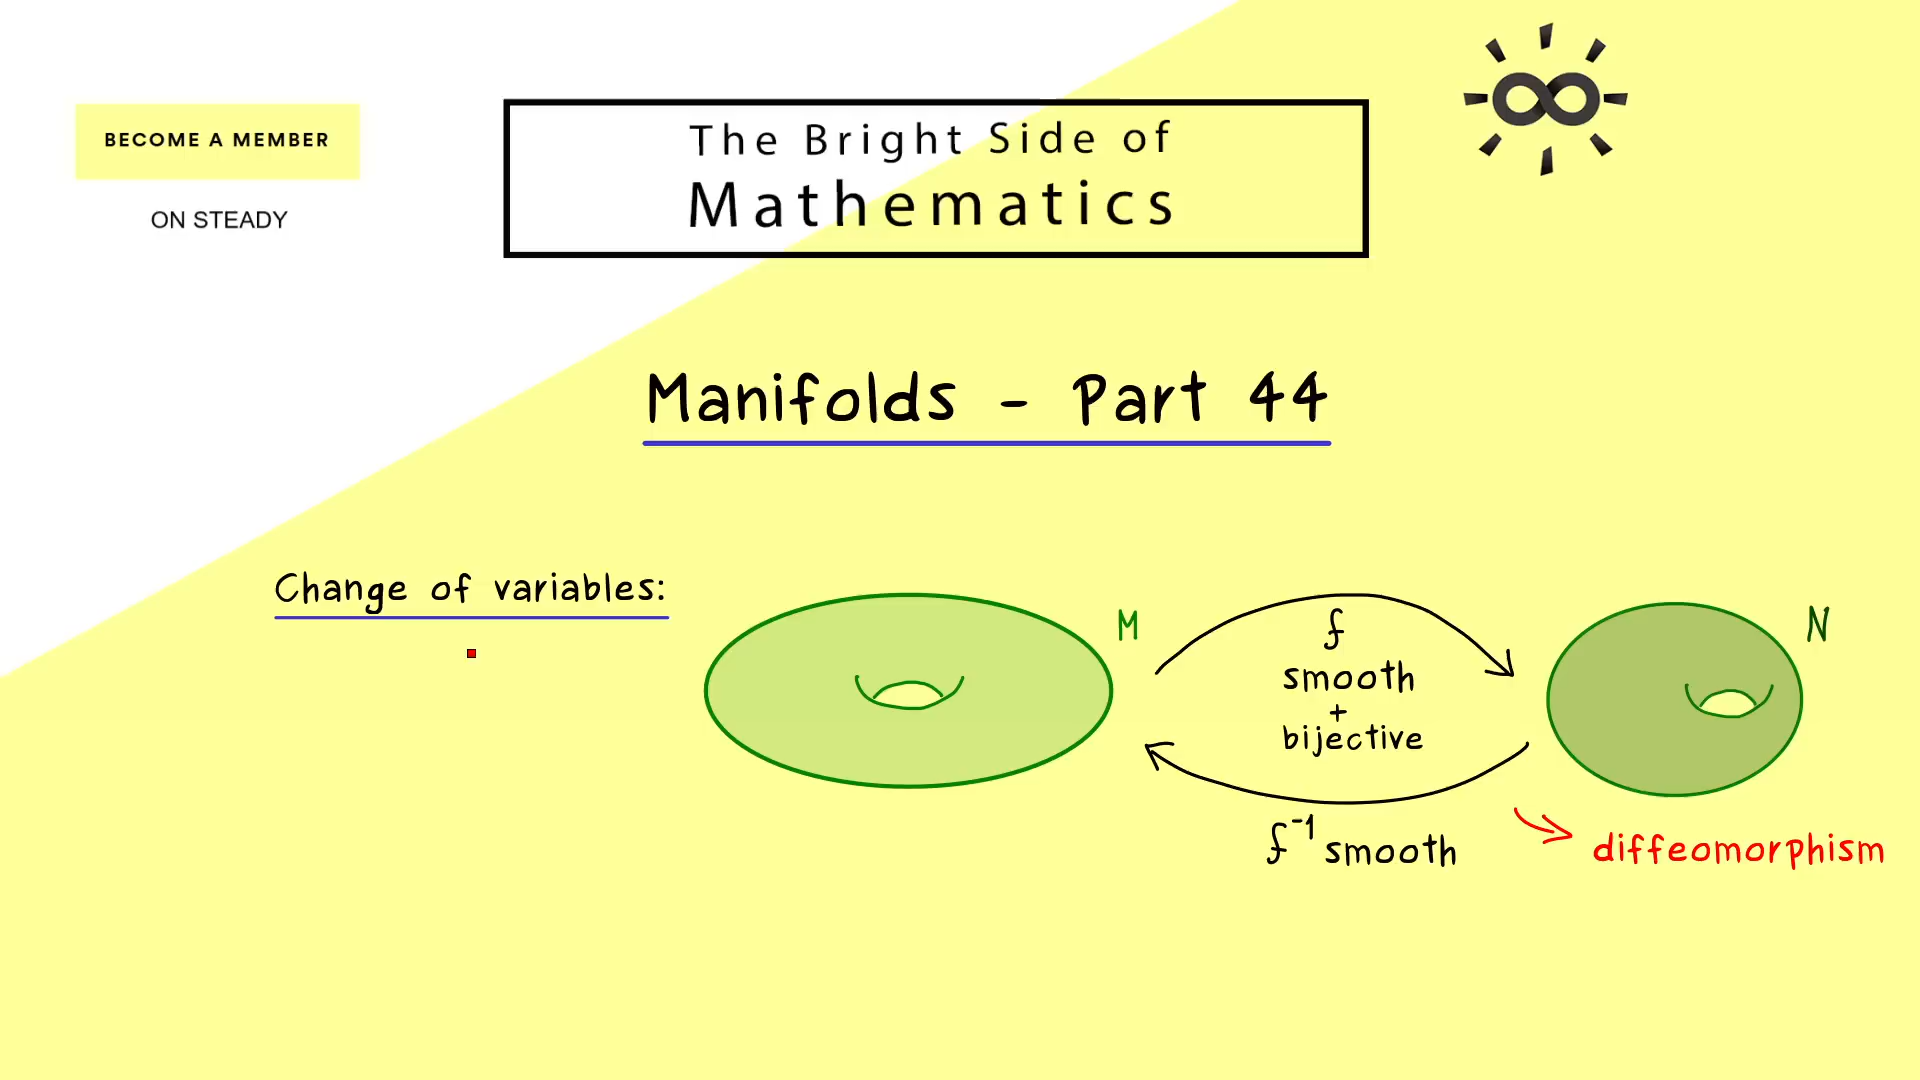 BECOME A MEMBER
ON STEADY
The Bright Side of
Mathematics
Manifolds - Part 44
Change of variables:
M
f
smooth
+
bijective
N
f⁻¹ smooth
diffeomorphism